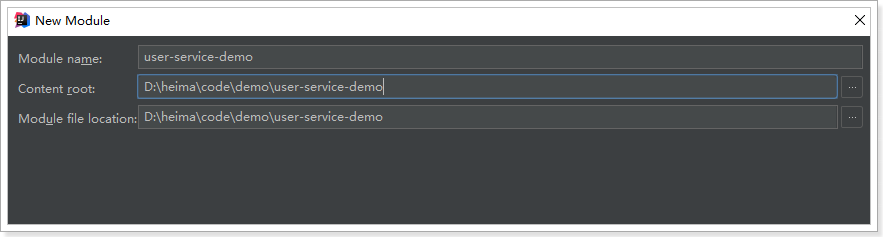 New Module
Module name: user-service-demo
Content root: D:\heima\code\demo\user-service-demo ...
Module file location: D:\heima\code\demo\user-service-demo ...